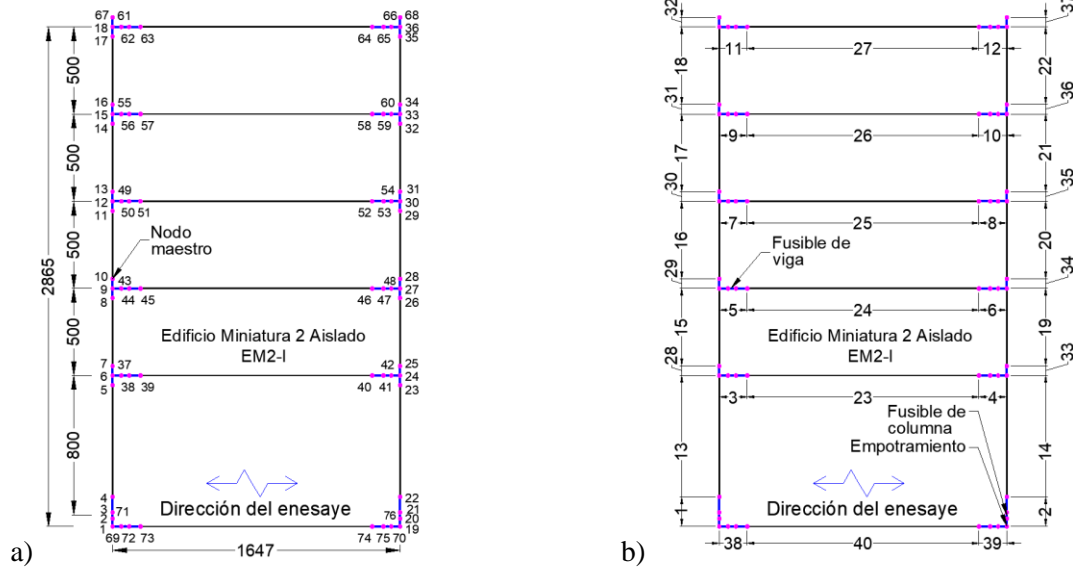 67 61 66 68
18 36
17 62 63 64 65 35
500
16 55 60 34
15 33
14 56 57 58 59 32
500
13 49 54 31
12 30
11 50 51 52 53 29
2865
500
Nodo
maestro
10 43 48 28
9 27
8 44 45 46 47 26
500
Edificio Miniatura 2 Aislado
EM2-I
7 37 42 25
6 24
5 38 39 40 41 23
800
Dirección del enesaye
4 22
3 71 76 21
2 20
1 19
69 72 73 74 75 70
1647
a)
32
11 27 12
18 22
31 36
9 26 10
17 21
30 35
7 25 8
16 20
Fusible de
viga
29 34
5 24 6
15 19
Edificio Miniatura 2 Aislado
EM2-I
28 33
3 23 4
Fusible de
columna
Empotramiento
13 14
Dirección del enesaye
1 2
38 40 39
b)